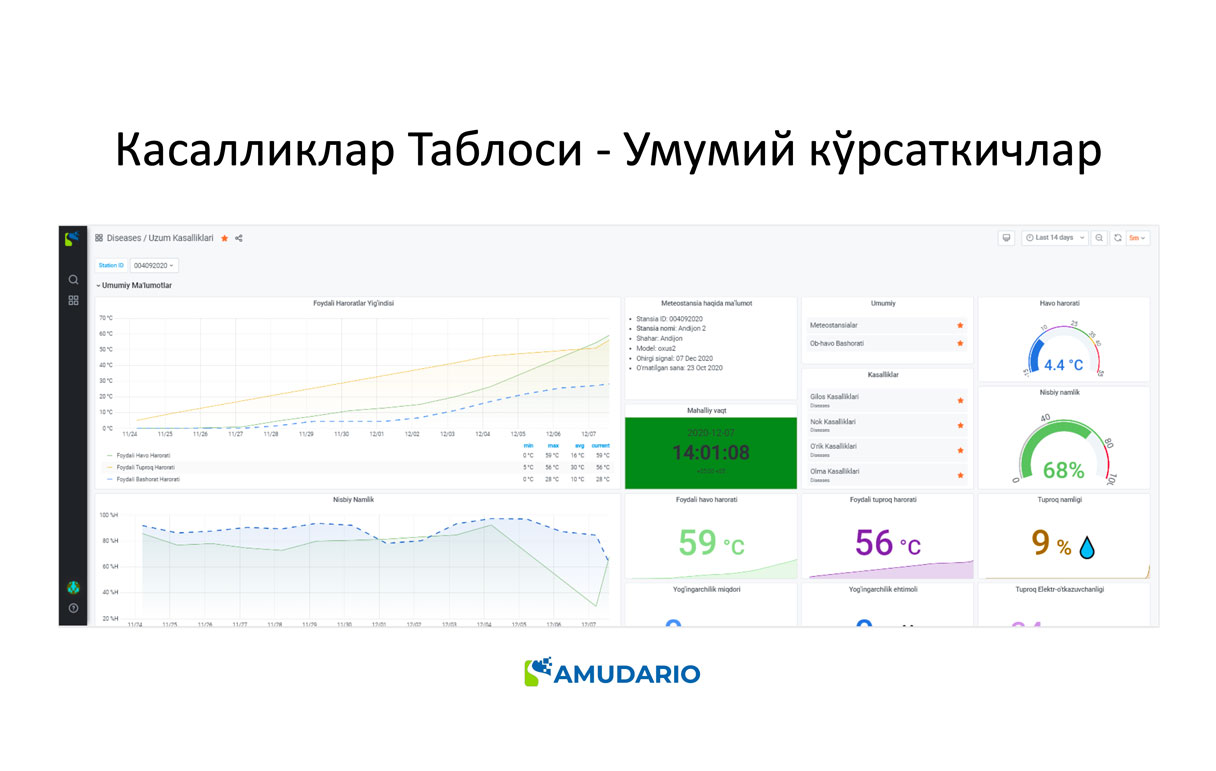 Касалликлар Таблоси - Умумий кўрсаткичлар
Diseases / Uzum Kasalliklari
Last 14 days
5m
Station ID 004092020
Umumiy Ma'lumotlar
Foydali Haroratlar Yig'indisi
70 °C
60 °C
50 °C
40 °C
30 °C
20 °C
10 °C
0 °C
11/24 11/25 11/26 11/27 11/28 11/29 11/30 12/01 12/02 12/03 12/04 12/05 12/06 12/07
min max avg current
Foydali Havo Harorati 0 °C 59 °C 16 °C 59 °C
Foydali Tuproq Harorati 5 °C 56 °C 30 °C 56 °C
Foydali Bashorat Harorati 0 °C 28 °C 10 °C 28 °C
Meteostansia haqida ma'lumot
Stansia ID: 004092020
Stansia nomi: Andijon 2
Shahar: Andijon
Model: oxus2
Ohirgi signal: 07 Dec 2020
O'rnatilgan sana: 23 Oct 2020
Mahalliy vaqt
2020-12-07
14:01:08
Umumiy
Meteostansialar
Ob-havo Bashorati
Kasalliklar
Gilos Kasalliklari
Diseases
Nok Kasalliklari
Diseases
O'rik Kasalliklari
Diseases
Olma Kasalliklari
Diseases
Havo harorati
10
25
35
40
4.4 °C
Nisbiy namlik
0
40
80
100
68%
Nisbiy Namlik
100 %H
80 %H
60 %H
40 %H
20 %H
11/24 11/25 11/26 11/27 11/28 11/29 11/30 12/01 12/02 12/03 12/04 12/05 12/06 12/07
Foydali havo harorati
59 °C
Foydali tuproq harorati
56 °C
Tuproq namligi
9 %
Yog'ingarchilik miqdori
Yog'ingarchilik ehtimoli
Tuproq Elektr-o'tkazuvchanligi
AMUDARIO